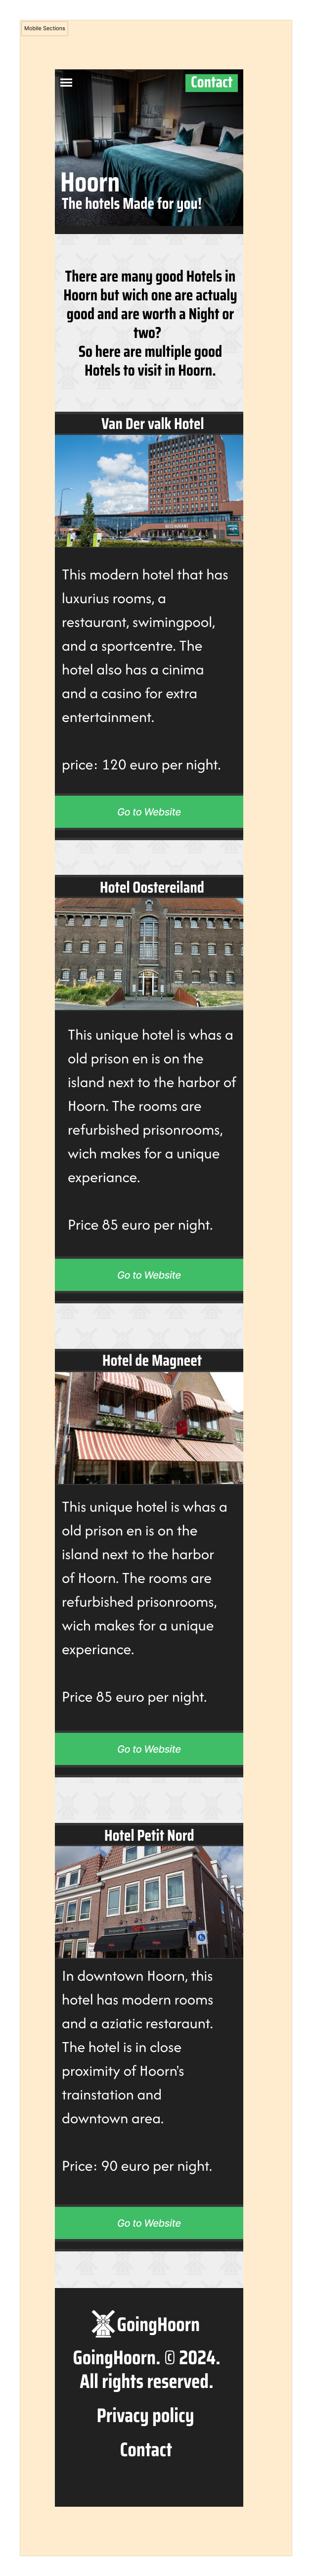 Mobile Sections
Contact
Hoorn
The hotels Made for you!
There are many good Hotels in
Hoorn but wich one are actualy
good and are worth a Night or
two?
So here are multiple good
Hotels to visit in Hoorn.
Van Der valk Hotel
This modern hotel that has
luxurius rooms, a
restaurant, swimingpool,
and a sportcentre. The
hotel also has a cinima
and a casino for extra
entertainment.
price: 120 euro per night.
Go to Website
Hotel Oostereiland
This unique hotel is whas a
old prison en is on the
island next to the harbor of
Hoorn. The rooms are
refurbished prisonrooms,
wich makes for a unique
experiance.
Price 85 euro per night.
Go to Website
Hotel de Magneet
This unique hotel is whas a
old prison en is on the
island next to the harbor
of Hoorn. The rooms are
refurbished prisonrooms,
wich makes for a unique
experiance.
Price 85 euro per night.
Go to Website
Hotel Petit Nord
In downtown Hoorn, this
hotel has modern rooms
and a aziatic restaraunt.
The hotel is in close
proximity of Hoorn's
trainstation and
downtown area.
Price: 90 euro per night.
Go to Website
GoingHoorn
GoingHoorn. © 2024.
All rights reserved.
Privacy policy
Contact